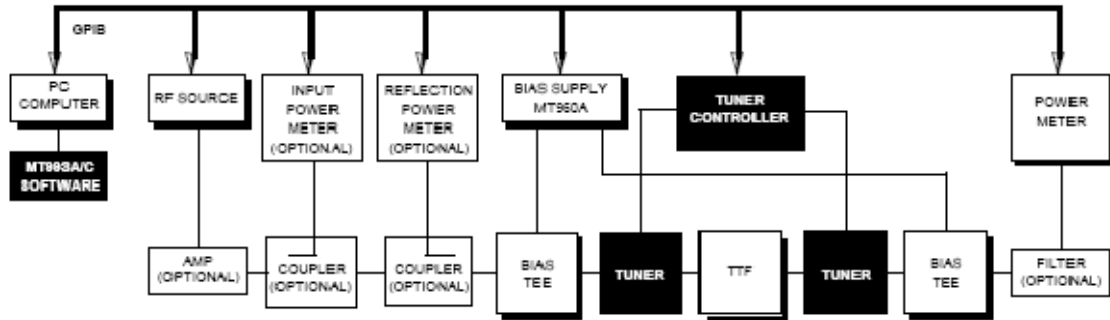 GPIB
PC
COMPUTER
RF SOURCE
INPUT
POWER
METER
(OPTIONAL)
REFLECTION
POWER
METER
(OPTIONAL)
BIAS SUPPLY
MT960A
TUNER
CONTROLLER
POWER
METER
MT993A/C
SOFTWARE
AMP
(OPTIONAL)
COUPLER
(OPTIONAL)
COUPLER
(OPTIONAL)
BIAS
TEE
TUNER
TTF
TUNER
BIAS
TEE
FILTER
(OPTIONAL)